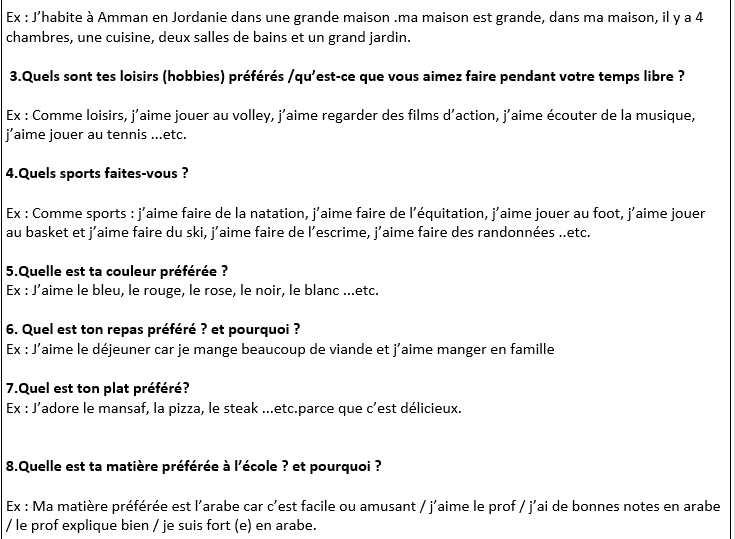 Ex : J’habite à Amman en Jordanie dans une grande maison .ma maison est grande, dans ma maison, il y a 4
chambres, une cuisine, deux salles de bains et un grand jardin.
3.Quels sont tes loisirs (hobbies) préférés /qu’est-ce que vous aimez faire pendant votre temps libre ?
Ex : Comme loisirs, j’aime jouer au volley, j’aime regarder des films d’action, j’aime écouter de la musique,
j’aime jouer au tennis ...etc.
4.Quels sports faites-vous ?
Ex : Comme sports : j’aime faire de la natation, j’aime faire de l’équitation, j’aime jouer au foot, j’aime jouer
au basket et j’aime faire du ski, j’aime faire de l’escrime, j’aime faire des randonnées ..etc.
5.Quelle est ta couleur préférée ?
Ex : J’aime le bleu, le rouge, le rose, le noir, le blanc ...etc.
6. Quel est ton repas préféré ? et pourquoi ?
Ex : J’aime le déjeuner car je mange beaucoup de viande et j’aime manger en famille
7.Quel est ton plat préféré?
Ex : J’adore le mansaf, la pizza, le steak ...etc.parce que c’est délicieux.
8.Quelle est ta matière préférée à l’école ? et pourquoi ?
Ex : Ma matière préférée est l’arabe car c’est facile ou amusant / j’aime le prof / j’ai de bonnes notes en arabe
/ le prof explique bien / je suis fort (e) en arabe.